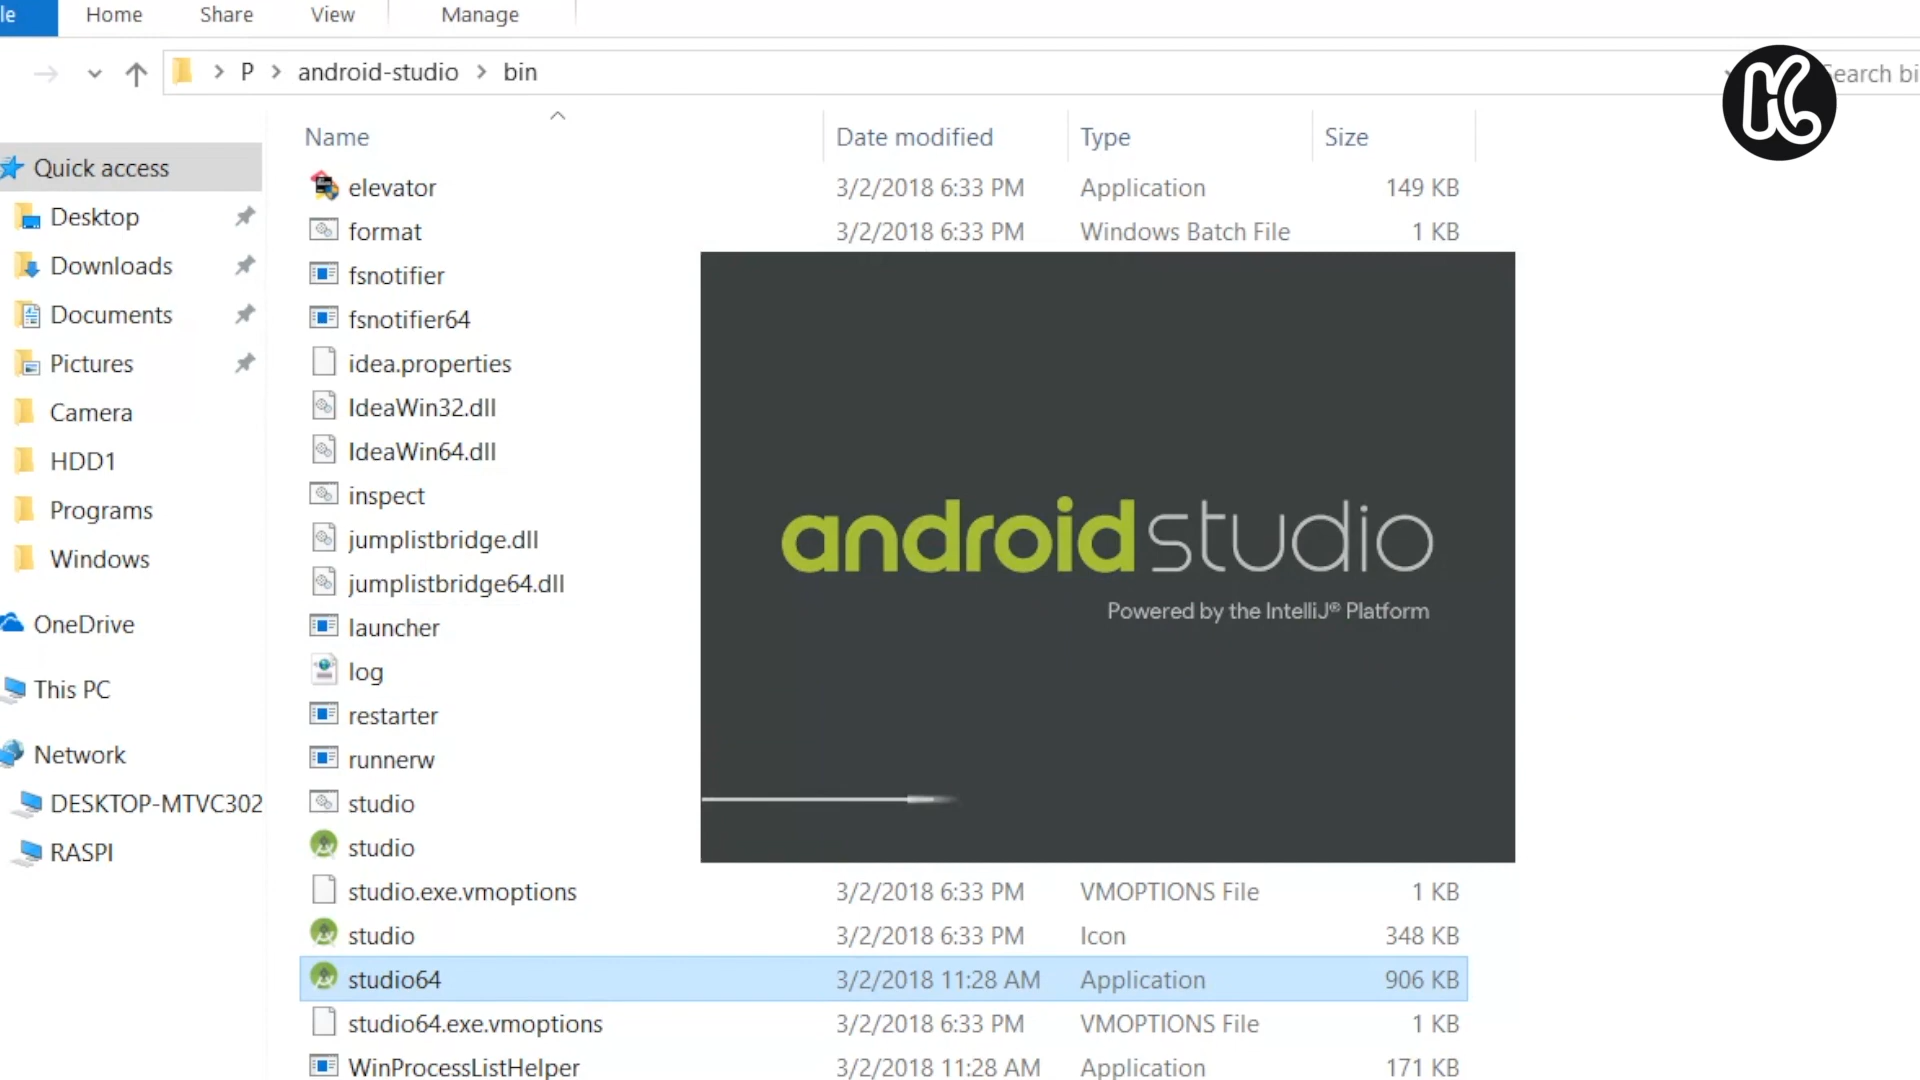 le Home Share View Manage
P android-studio bin
Search bi
Name Date modified Type Size
Quick access
Desktop
Downloads
Documents
Pictures
Camera
HDD1
Programs
Windows
OneDrive
This PC
Network
DESKTOP-MTVC302
RASPI
elevator 3/2/2018 6:33 PM Application 149 KB
format 3/2/2018 6:33 PM Windows Batch File 1 KB
fsnotifier
fsnotifier64
idea.properties
IdeaWin32.dll
IdeaWin64.dll
inspect
jumplistbridge.dll
jumplistbridge64.dll
launcher
log
restarter
runnerw
studio
studio
studio.exe.vmoptions 3/2/2018 6:33 PM VMOPTIONS File 1 KB
studio 3/2/2018 6:33 PM Icon 348 KB
studio64 3/2/2018 11:28 AM Application 906 KB
studio64.exe.vmoptions 3/2/2018 6:33 PM VMOPTIONS File 1 KB
WinProcessListHelper 3/2/2018 11:28 AM Application 171 KB
android studio
Powered by the IntelliJ® Platform